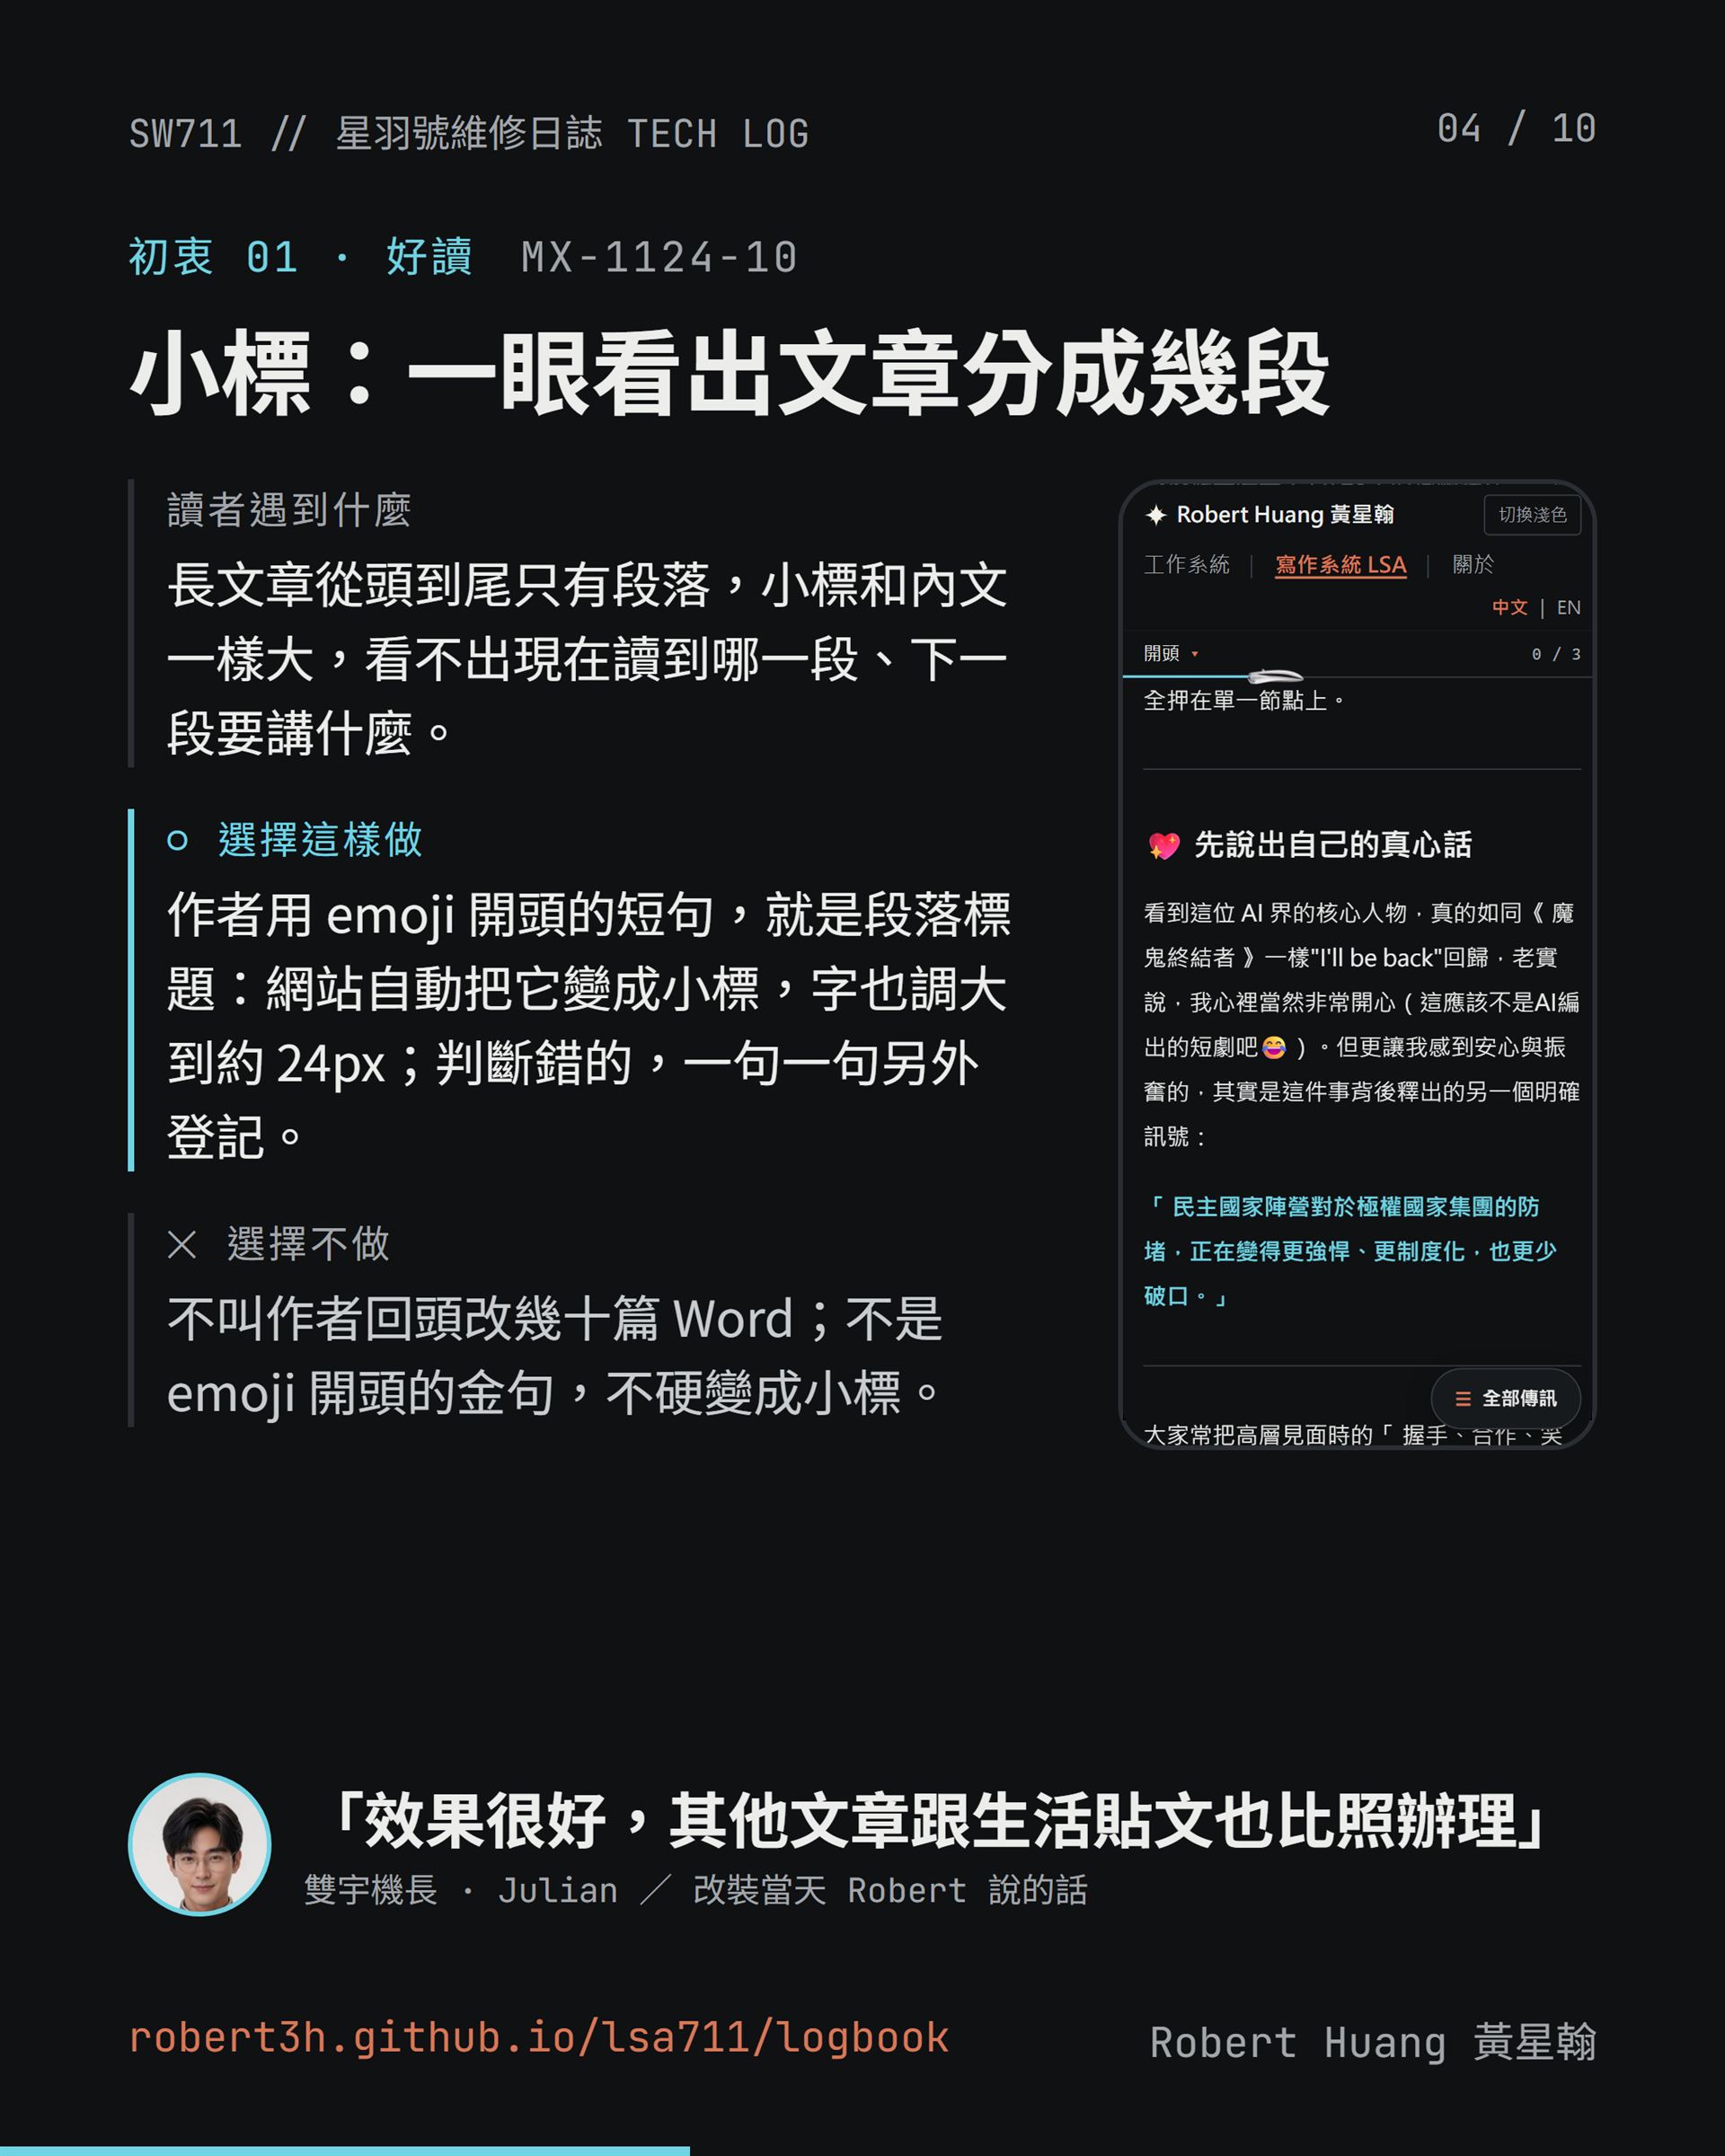 SW711 // 星羽號維修日誌 TECH LOG
04 / 10
初衷 01 · 好讀 MX-1124-10
小標：一眼看出文章分成幾段
讀者遇到什麼
長文章從頭到尾只有段落，小標和內文
一樣大，看不出現在讀到哪一段、下一
段要講什麼。
○ 選擇這樣做
作者用 emoji 開頭的短句，就是段落標
題：網站自動把它變成小標，字也調大
到約 24px；判斷錯的，一句一句另外
登記。
× 選擇不做
不叫作者回頭改幾十篇 Word；不是
emoji 開頭的金句，不硬變成小標。
✦ Robert Huang 黃星翰
切換淺色
工作系統 | 寫作系統 LSA | 關於
中文 | EN
開頭 ▾
0 / 3
全押在單一節點上。
💖 先說出自己的真心話
看到這位 AI 界的核心人物，真的如同《 魔
鬼終結者 》一樣"I'll be back"回歸，老實
說，我心裡當然非常開心（這應該不是AI編
出的短劇吧😂）。但更讓我感到安心與振
奮的，其實是這件事背後釋出的另一個明確
訊號：
「 民主國家陣營對於極權國家集團的防
堵，正在變得更強悍、更制度化，也更少
破口。」
☰ 全部傳訊
大家常把高層見面時的「 握手、合作、笑
「效果很好，其他文章跟生活貼文也比照辦理」
雙宇機長 · Julian ／ 改裝當天 Robert 說的話
robert3h.github.io/lsa711/logbook
Robert Huang 黃星翰